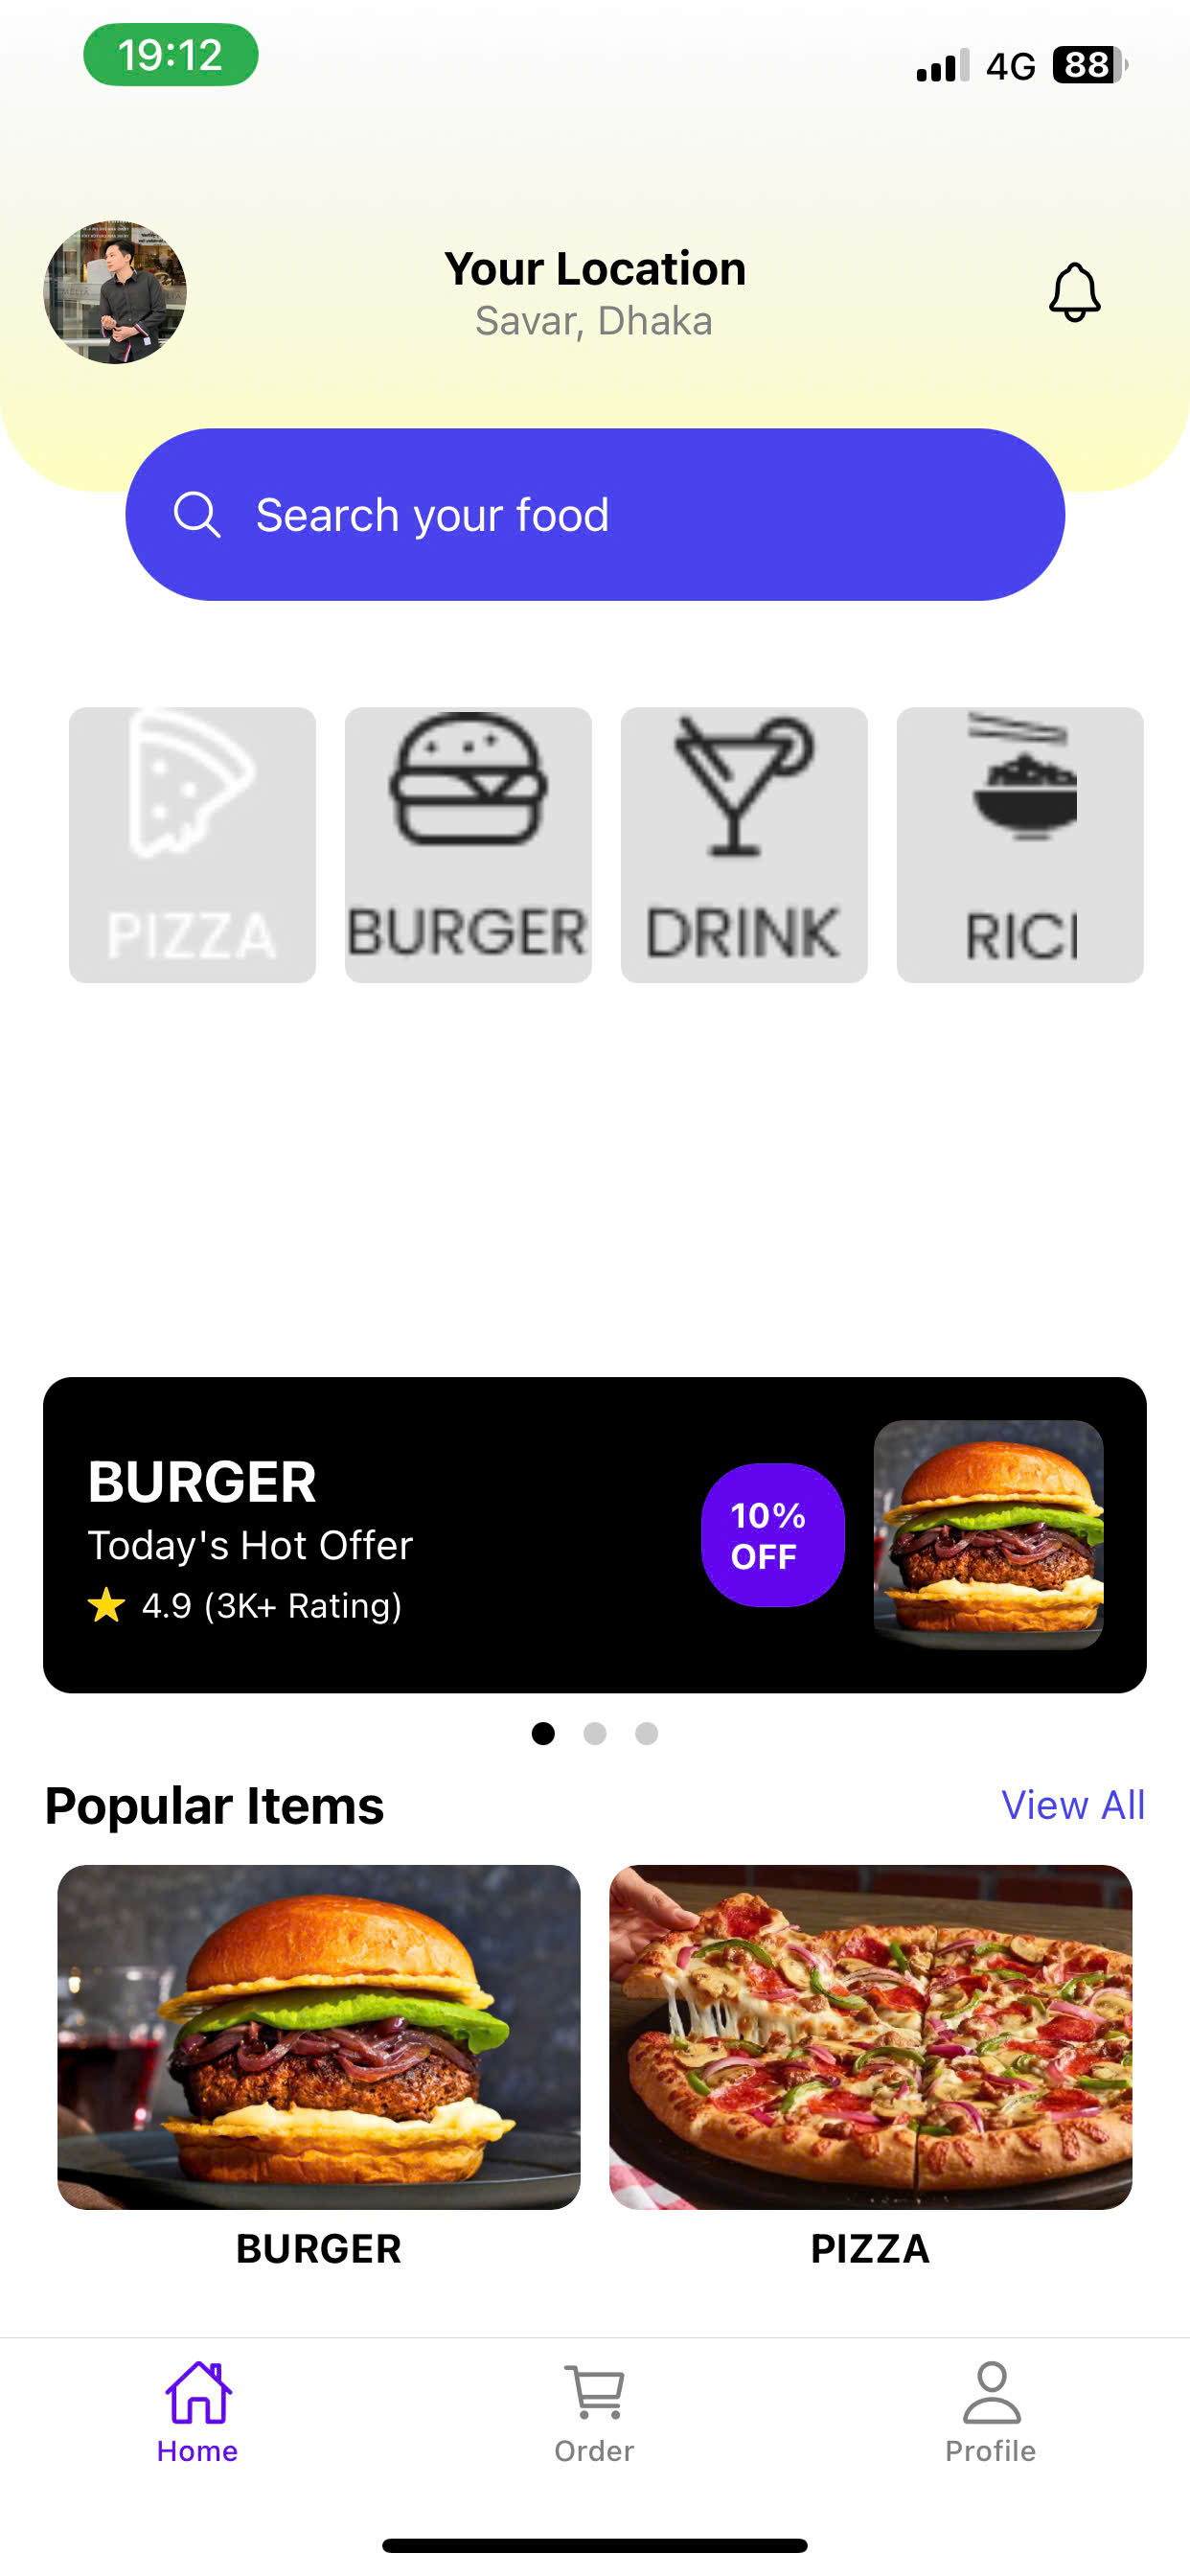 19:12
4G
88
Your Location
Savar, Dhaka
Search your food
PIZZA
BURGER
DRINK
RIC
BURGER
Today's Hot Offer
4.9 (3K+ Rating)
10%
OFF
Popular Items
View All
BURGER
PIZZA
Home
Order
Profile